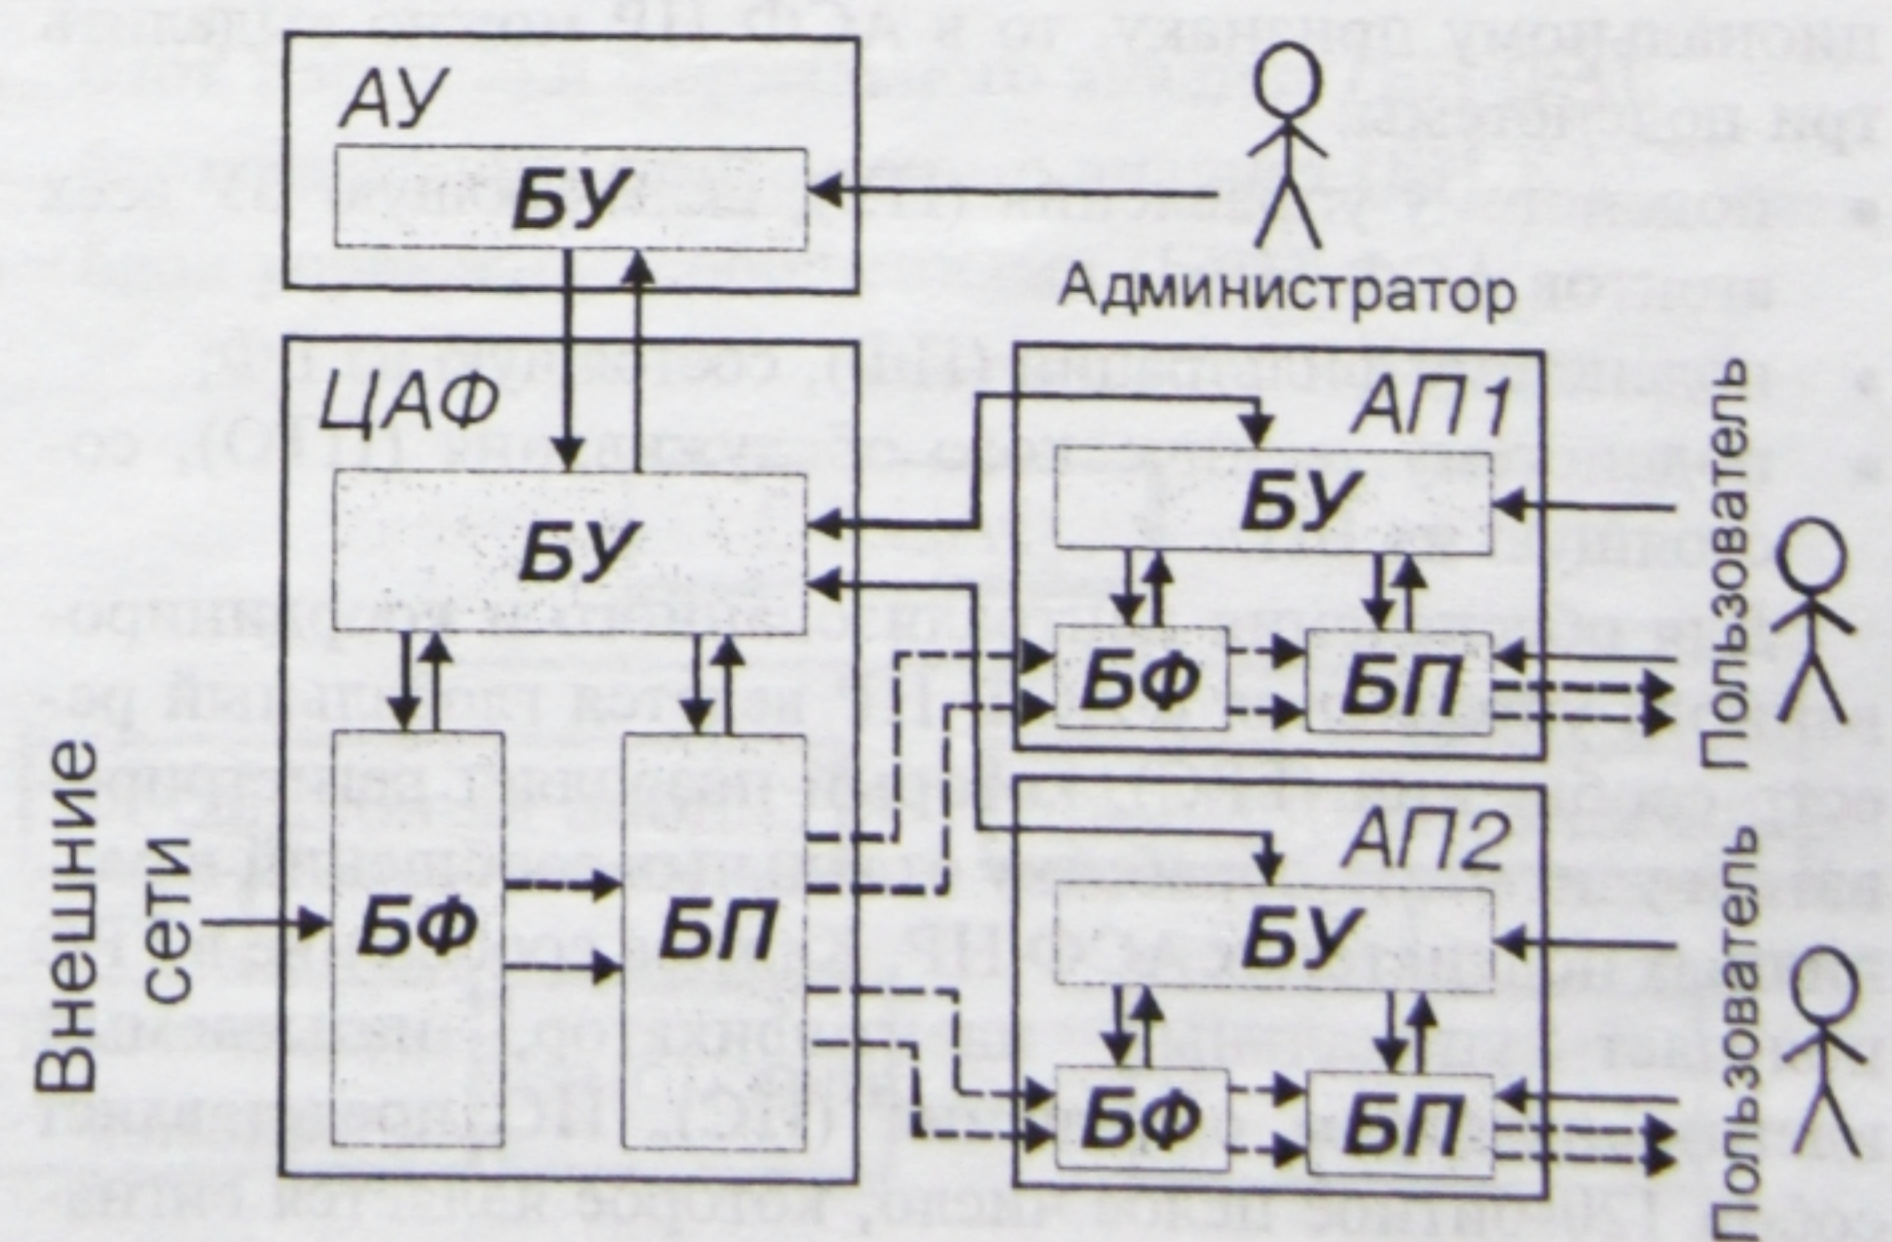 АУ
БУ
Администратор
ЦАФ
БУ
БФ
БП
Внешние
сети
АП1
БУ
БФ
БП
Пользователь
АП2
БУ
БФ
БП
Пользователь